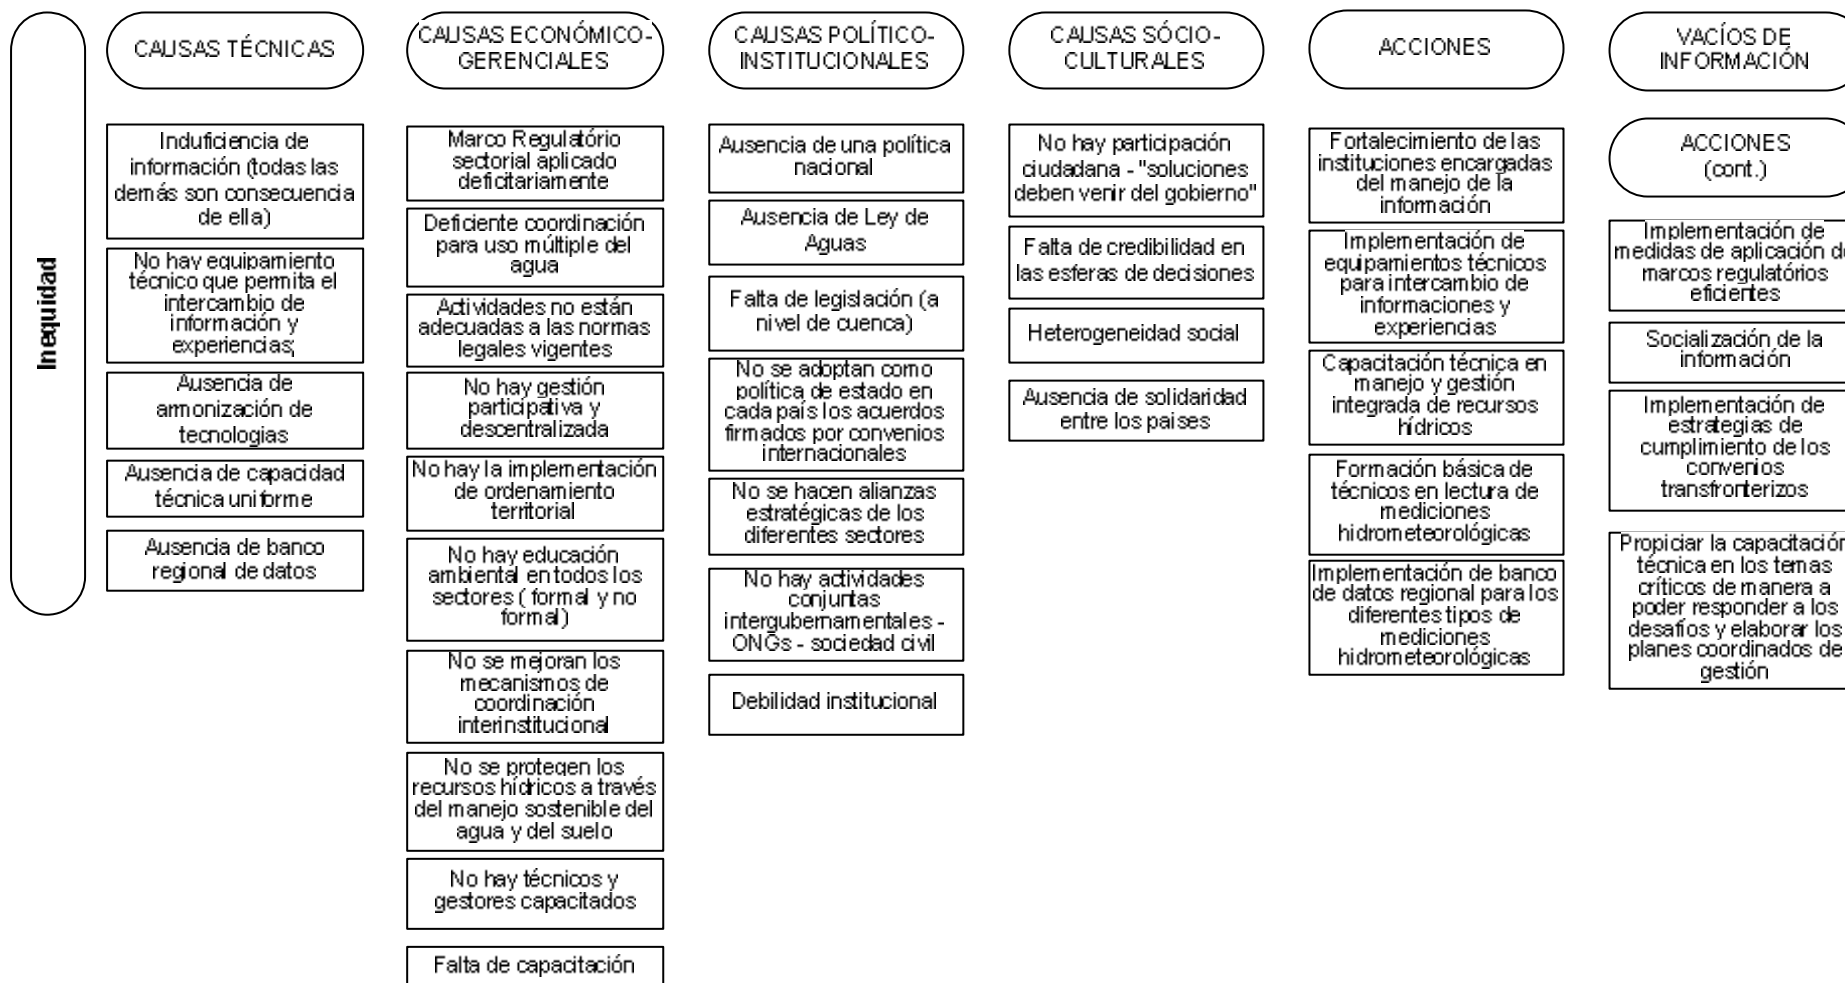 Inequidad
CAUSAS TÉCNICAS
Induficiencia de
información (todas las
demás son consecuencia
de ella)
No hay equipamiento
técnico que permita el
intercambio de
información y
experiencias;
Ausencia de
armonización de
tecnologias
Ausencia de capacidad
técnica uniforme
Ausencia de banco
regional de datos
CAUSAS ECONÓMICO-
GERENCIALES
Marco Regulatório
sectorial aplicado
deficitariamente
Deficiente coordinación
para uso múltiple del
agua
Actividades no están
adecuadas a las normas
legales vigentes
No hay gestión
participativa y
descentralizada
No hay la implementación
de ordenamiento
territorial
No hay educación
ambiental en todos los
sectores ( formal y no
formal)
No se mejoran los
mecanismos de
coordinación
interinstitucional
No se protegen los
recursos hídricos a través
del manejo sostenible del
agua y del suelo
No hay técnicos y
gestores capacitados
Falta de capacitación
CAUSAS POLÍTICO-
INSTITUCIONALES
Ausencia de una política
nacional
Ausencia de Ley de
Aguas
Falta de legislación (a
nivel de cuenca)
No se adoptan como
política de estado en
cada país los acuerdos
firmados por convenios
internacionales
No se hacen alianzas
estratégicas de los
diferentes sectores
No hay actividades
conjuntas
intergubernamentales -
ONGs - sociedad civil
Debilidad institucional
CAUSAS SÓCIO-
CULTURALES
No hay participación
ciudadana - "soluciones
deben venir del gobierno"
Falta de credibilidad en
las esferas de decisiones
Heterogeneidad social
Ausencia de solidaridad
entre los paises
ACCIONES
Fortalecimiento de las
instituciones encargadas
del manejo de la
información
Implementación de
equipamientos técnicos
para intercambio de
informaciones y
experiencias
Capacitación técnica en
manejo y gestión
integrada de recursos
hídricos
Formación básica de
técnicos en lectura de
mediciones
hidrometeorológicas
Implementación de banco
de datos regional para los
diferentes tipos de
mediciones
hidrometeorológicas
VACÍOS DE
INFORMACIÓN
ACCIONES
(cont.)
Implementación de
medidas de aplicación de
marcos regulatórios
eficientes
Socialización de la
información
Implementación de
estrategias de
cumplimiento de los
convenios
transfronterizos
Propiciar la capacitación
técnica en los temas
críticos de manera a
poder responder a los
desafíos y elaborar los
planes coordinados de
gestión